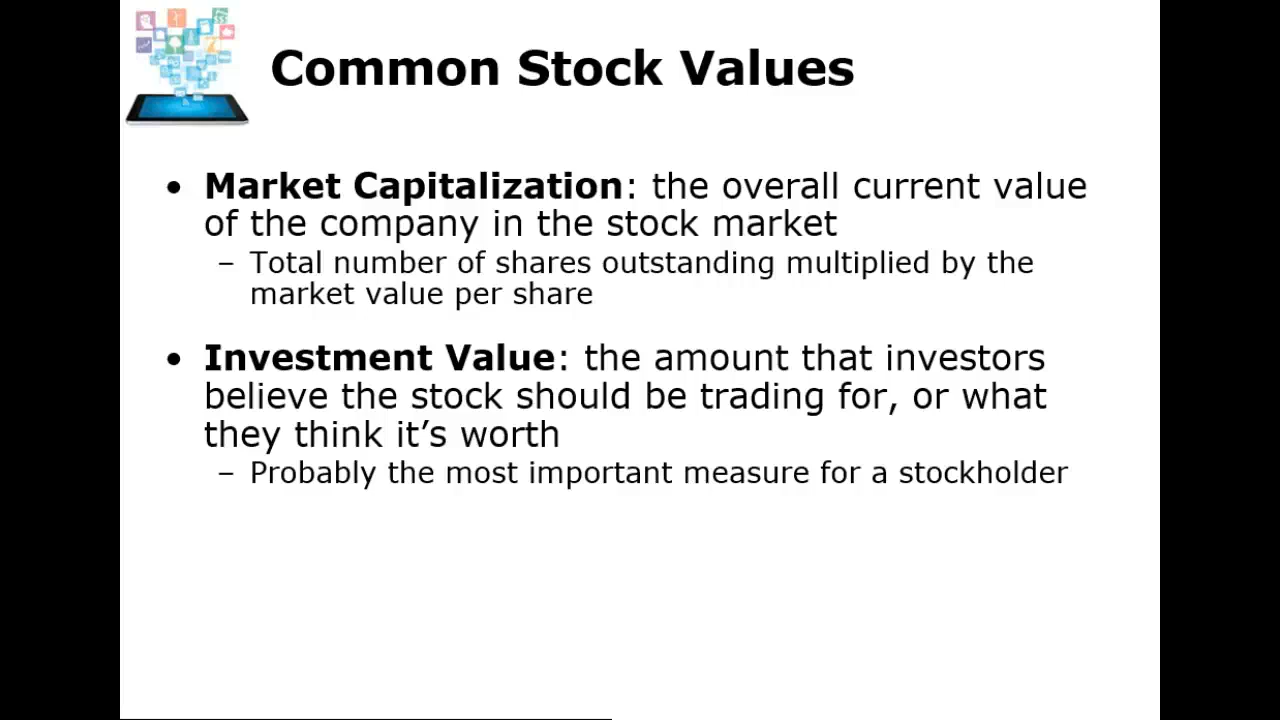 Common Stock Values
• Market Capitalization: the overall current value
of the company in the stock market
– Total number of shares outstanding multiplied by the
market value per share
• Investment Value: the amount that investors
believe the stock should be trading for, or what
they think it’s worth
– Probably the most important measure for a stockholder